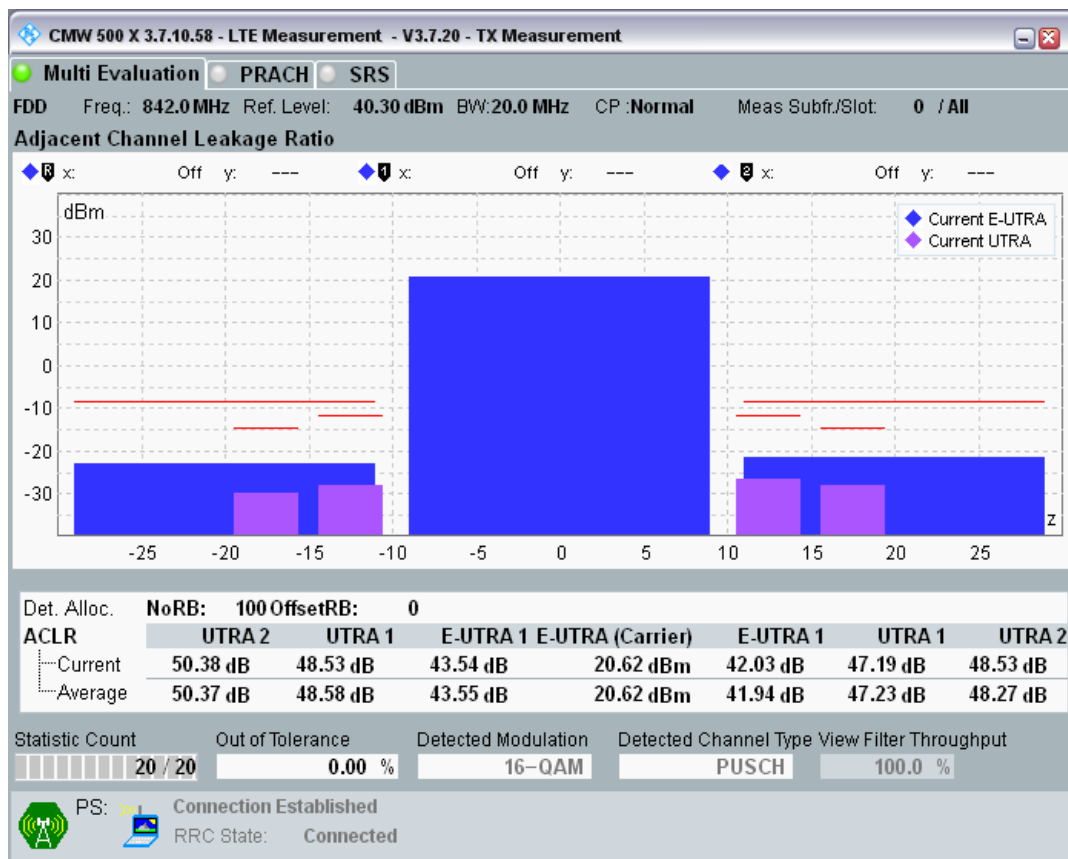 CMW 500 X 3.7.10.58 - LTE Measurement - V3.7.20 - TX Measurement
Multi Evaluation PRACH SRS
FDD Freq.: 842.0 MHz Ref. Level: 40.30 dBm BW:20.0 MHz CP :Normal Meas Subfr./Slot: 0 / All
Adjacent Channel Leakage Ratio
R x: Off y: --- 1 x: Off y: --- 2 x: Off y: ---
dBm
Current E-UTRA
Current UTRA
30
20
10
0
-10
-20
-30
z
-25 -20 -15 -10 -5 0 5 10 15 20 25
Det. Alloc. NoRB: 100 OffsetRB: 0
ACLR UTRA 2 UTRA 1 E-UTRA 1 E-UTRA (Carrier) E-UTRA 1 UTRA 1 UTRA 2
Current 50.38 dB 48.53 dB 43.54 dB 20.62 dBm 42.03 dB 47.19 dB 48.53 dB
Average 50.37 dB 48.58 dB 43.55 dB 20.62 dBm 41.94 dB 47.23 dB 48.27 dB
Statistic Count Out of Tolerance Detected Modulation Detected Channel Type View Filter Throughput
20 / 20 0.00 % 16-QAM PUSCH 100.0 %
PS: Connection Established
RRC State: Connected